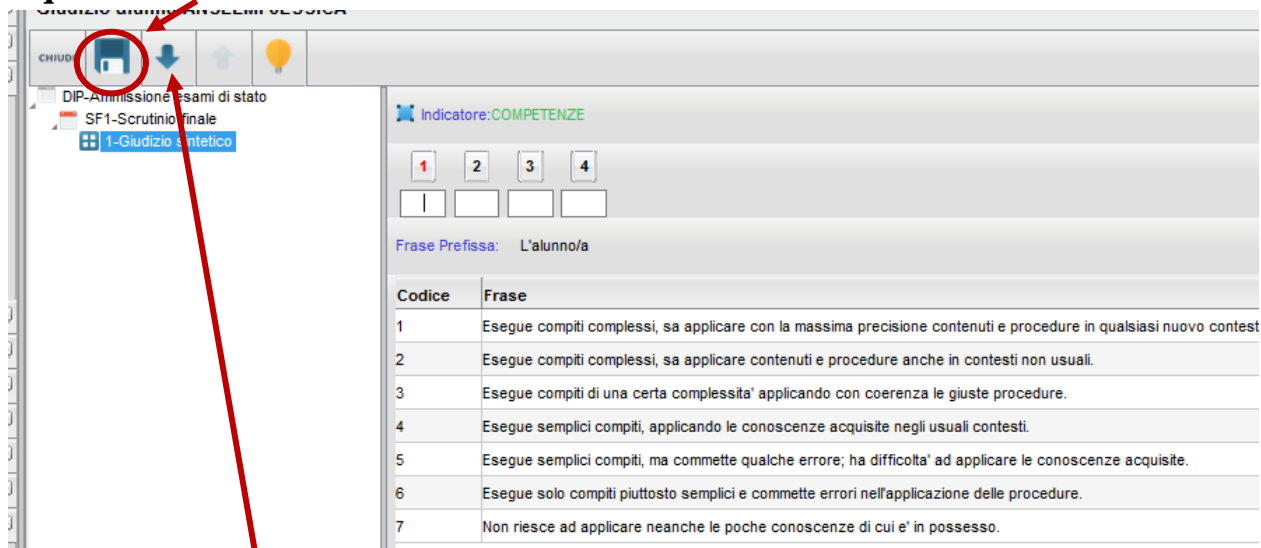 Giudizio alunno ANSELMI JESSICA
CHIUDI
DIP-Ammissione esami di stato
SF1-Scrutinio finale
1-Giudizio sintetico
Indicatore:COMPETENZE
1 2 3 4
Frase Prefissa: L'alunno/a
Codice Frase
1 Esegue compiti complessi, sa applicare con la massima precisione contenuti e procedure in qualsiasi nuovo contest
2 Esegue compiti complessi, sa applicare contenuti e procedure anche in contesti non usuali.
3 Esegue compiti di una certa complessita' applicando con coerenza le giuste procedure.
4 Esegue semplici compiti, applicando le conoscenze acquisite negli usuali contesti.
5 Esegue semplici compiti, ma commette qualche errore; ha difficolta' ad applicare le conoscenze acquisite.
6 Esegue solo compiti piuttosto semplici e commette errori nell'applicazione delle procedure.
7 Non riesce ad applicare neanche le poche conoscenze di cui e' in possesso.